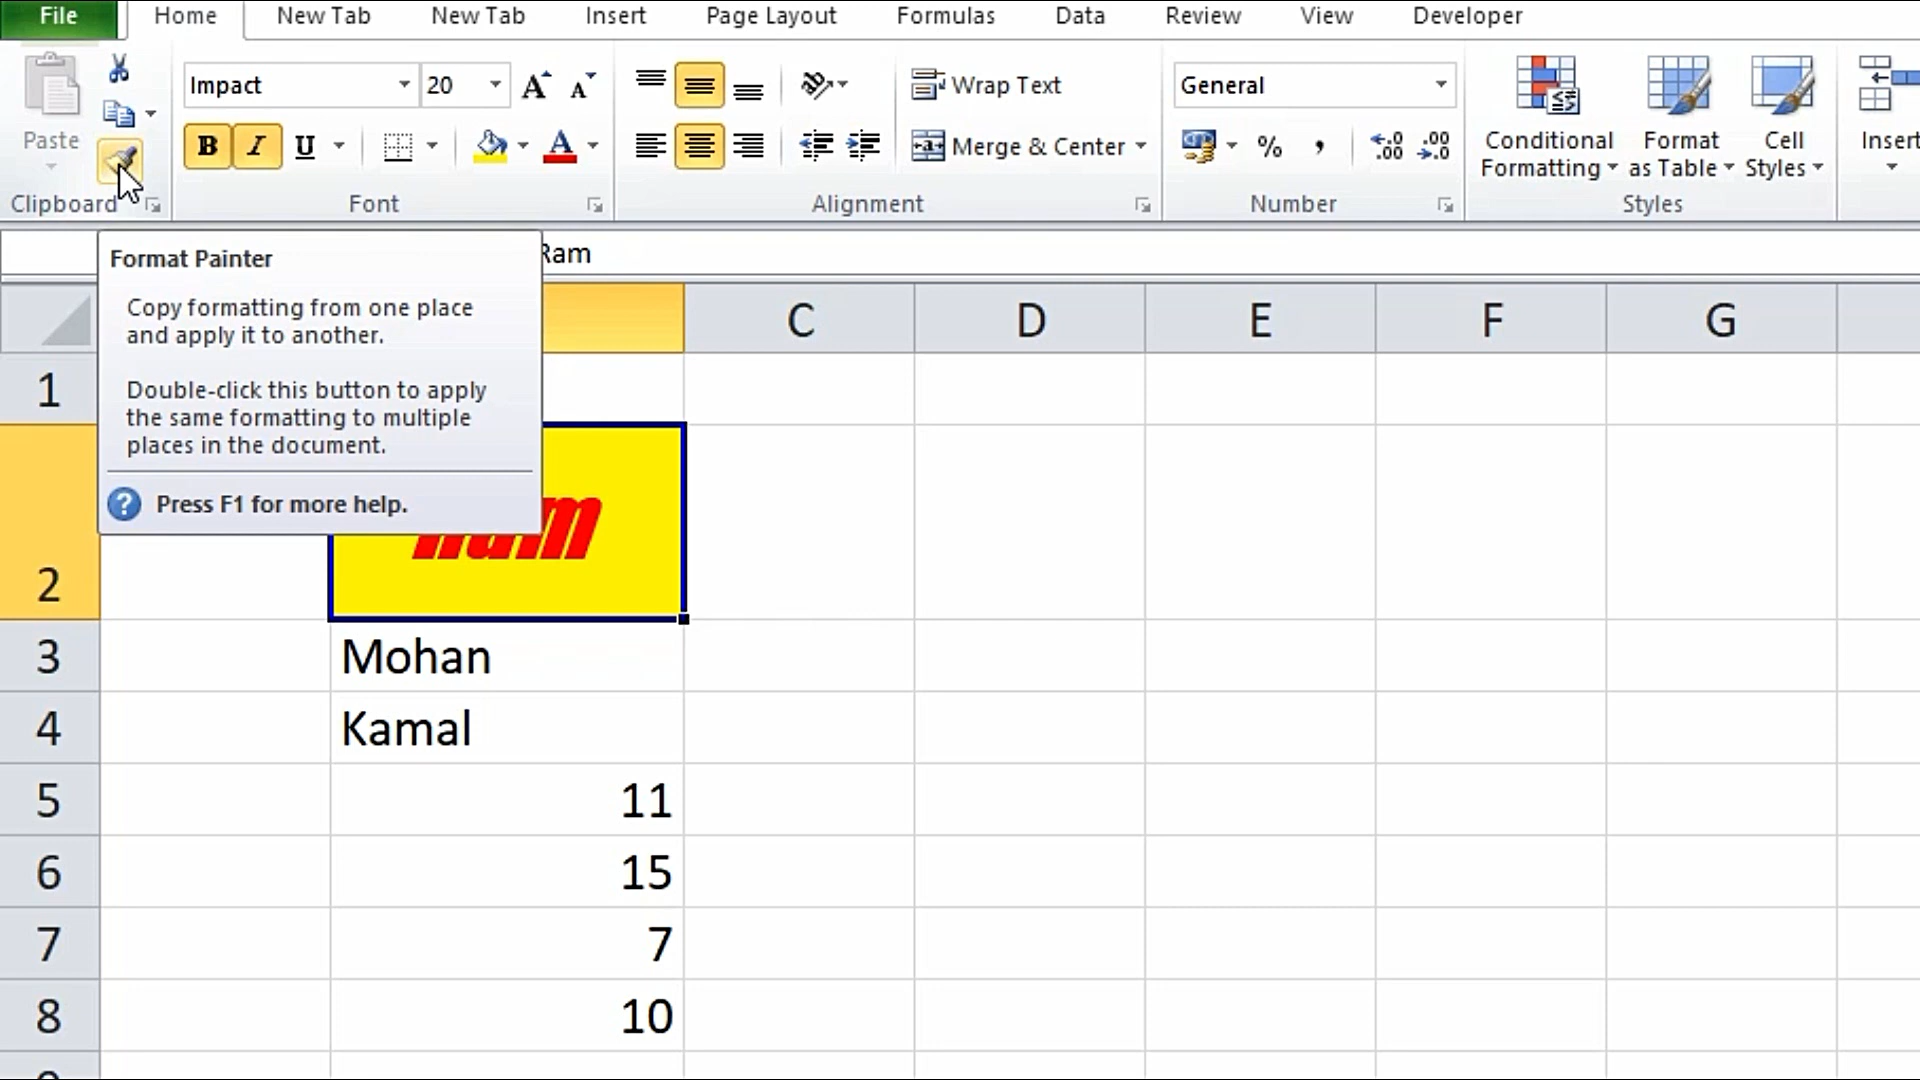 File Home New Tab New Tab Insert Page Layout Formulas Data Review View Developer
Impact 20 Wrap Text General
Paste B I U A Merge & Center % , Conditional Formatting Format as Table Cell Styles Insert
Clipboard Font Alignment Number Styles
Ram
Format Painter
Copy formatting from one place
and apply it to another.
Double-click this button to apply
the same formatting to multiple
places in the document.
Press F1 for more help.
C D E F G
1
2
3 Mohan
4 Kamal
5 11
6 15
7 7
8 10